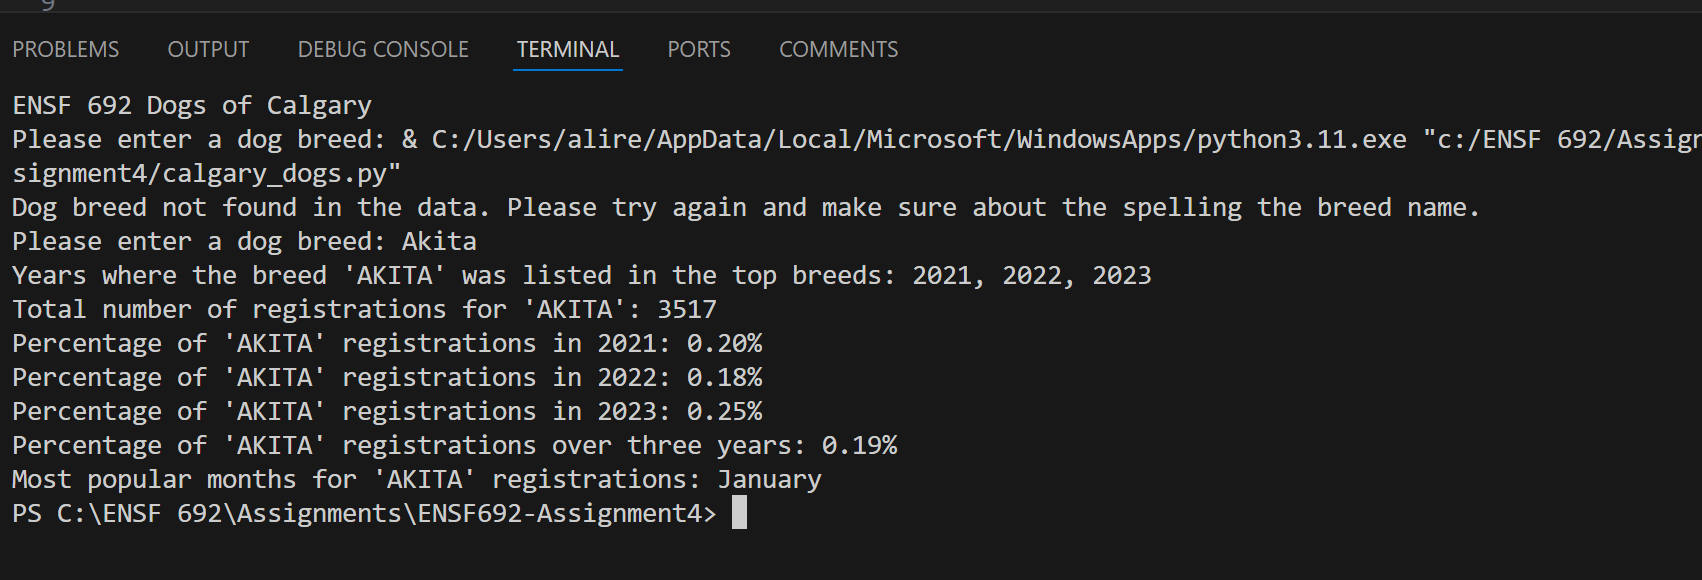 9
PROBLEMS OUTPUT DEBUG CONSOLE TERMINAL PORTS COMMENTS
ENSF 692 Dogs of Calgary
Please enter a dog breed: & C:/Users/alire/AppData/Local/Microsoft/WindowsApps/python3.11.exe "c:/ENSF 692/Assign
signment4/calgary_dogs.py"
Dog breed not found in the data. Please try again and make sure about the spelling the breed name.
Please enter a dog breed: Akita
Years where the breed 'AKITA' was listed in the top breeds: 2021, 2022, 2023
Total number of registrations for 'AKITA': 3517
Percentage of 'AKITA' registrations in 2021: 0.20%
Percentage of 'AKITA' registrations in 2022: 0.18%
Percentage of 'AKITA' registrations in 2023: 0.25%
Percentage of 'AKITA' registrations over three years: 0.19%
Most popular months for 'AKITA' registrations: January
PS C:\ENSF 692\Assignments\ENSF692-Assignment4>